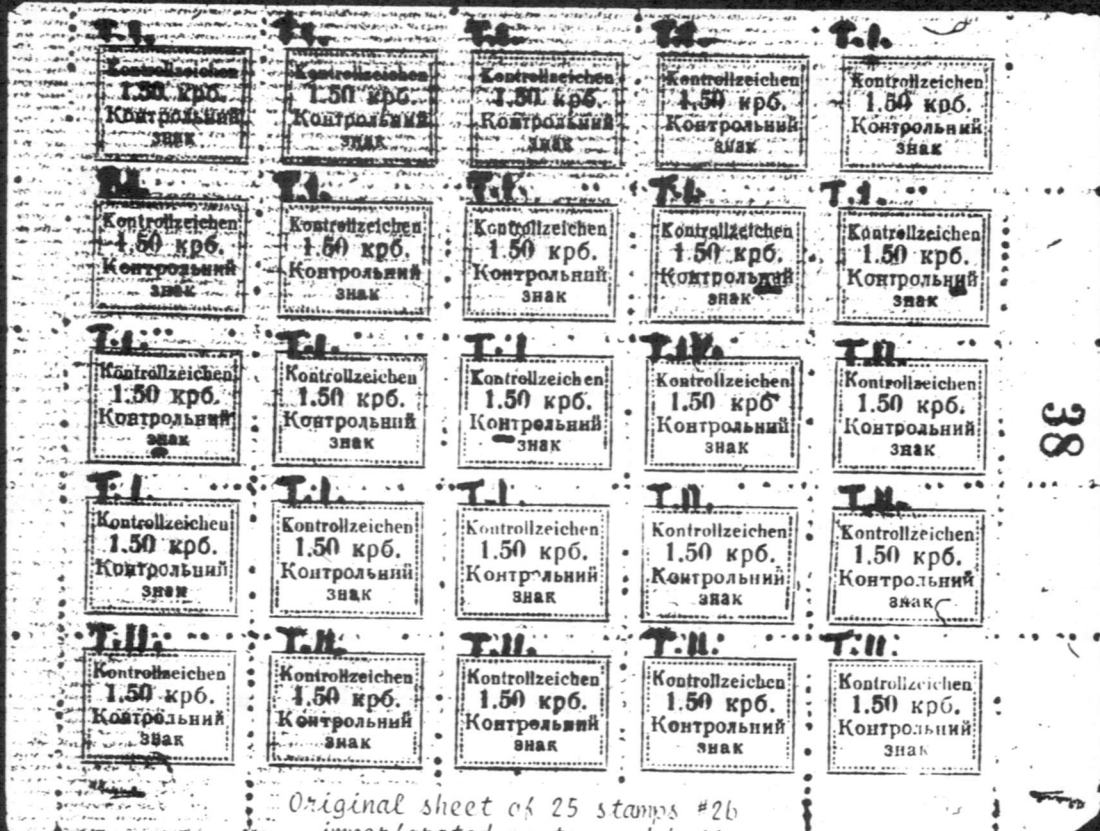 T.I. T.I. T.I. T.I. T.I.
Kontrollzeichen Kontrollzeichen Kontrollzeichen Kontrollzeichen Kontrollzeichen
1.50 крб. 1.50 крб. 1.50 крб. 1.50 крб. 1.50 крб.
Контрольний Контрольний Контрольний Контрольний Контрольний
знак знак знак знак знак
T.I. T.I. T.I. T.I. T.I.
Kontrollzeichen Kontrollzeichen Kontrollzeichen Kontrollzeichen Kontrollzeichen
1.50 крб. 1.50 крб. 1.50 крб. 1.50 крб. 1.50 крб.
Контрольний Контрольний Контрольний Контрольний Контрольний
знак знак знак знак знак
T.I. T.I. T.I. T.II.
Kontrollzeichen Kontrollzeichen Kontrollzeichen Kontrollzeichen Kontrollzeichen
1.50 крб. 1.50 крб. 1.50 крб. 1.50 крб 1.50 крб.
Контрольний Контрольний Контрольний Контрольний Контрольний
знак знак знак знак знак
38
T.I. T.I. T.I. T.II. T.II.
Kontrollzeichen Kontrollzeichen Kontrollzeichen Kontrollzeichen Kontrollzeichen
1.50 крб. 1.50 крб. 1.50 крб. 1.50 крб. 1.50 крб.
Контрольний Контрольний Контрольний Контрольний Контрольний
знак знак знак знак знак
T.II. T.II. T.II. T.II. T.II.
Kontrollzeichen Kontrollzeichen Kontrollzeichen Kontrollzeichen Kontrollzeichen
1.50 крб. 1.50 крб. 1.50 крб. 1.50 крб. 1.50 крб.
Контрольний Контрольний Контрольний Контрольний Контрольний
знак знак знак знак знак
Original sheet of 25 stamps #26